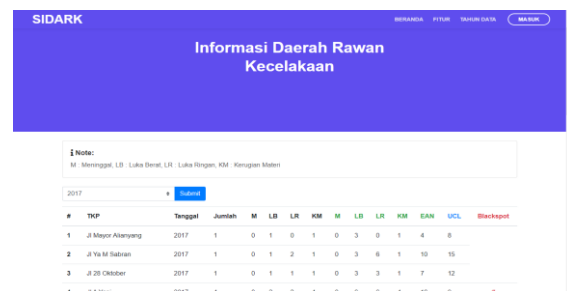 SIDARK
BERANDA FITUR TAHUN DATA MASUK
Informasi Daerah Rawan
Kecelakaan
i Note:
M : Meninggal, LB : Luka Berat, LR : Luka Ringan, KM : Kerugian Materi
2017 Submit
# TKP Tanggal Jumlah M LB LR KM M LB LR KM EAN UCL Blackspot
1 Jl Mayor Alianyang 2017 1 0 1 0 1 0 3 0 1 4 8
2 Jl Ya M Sabran 2017 1 0 1 2 1 0 3 6 1 10 15
3 Jl 28 Oktober 2017 1 0 1 1 1 0 3 3 1 7 12